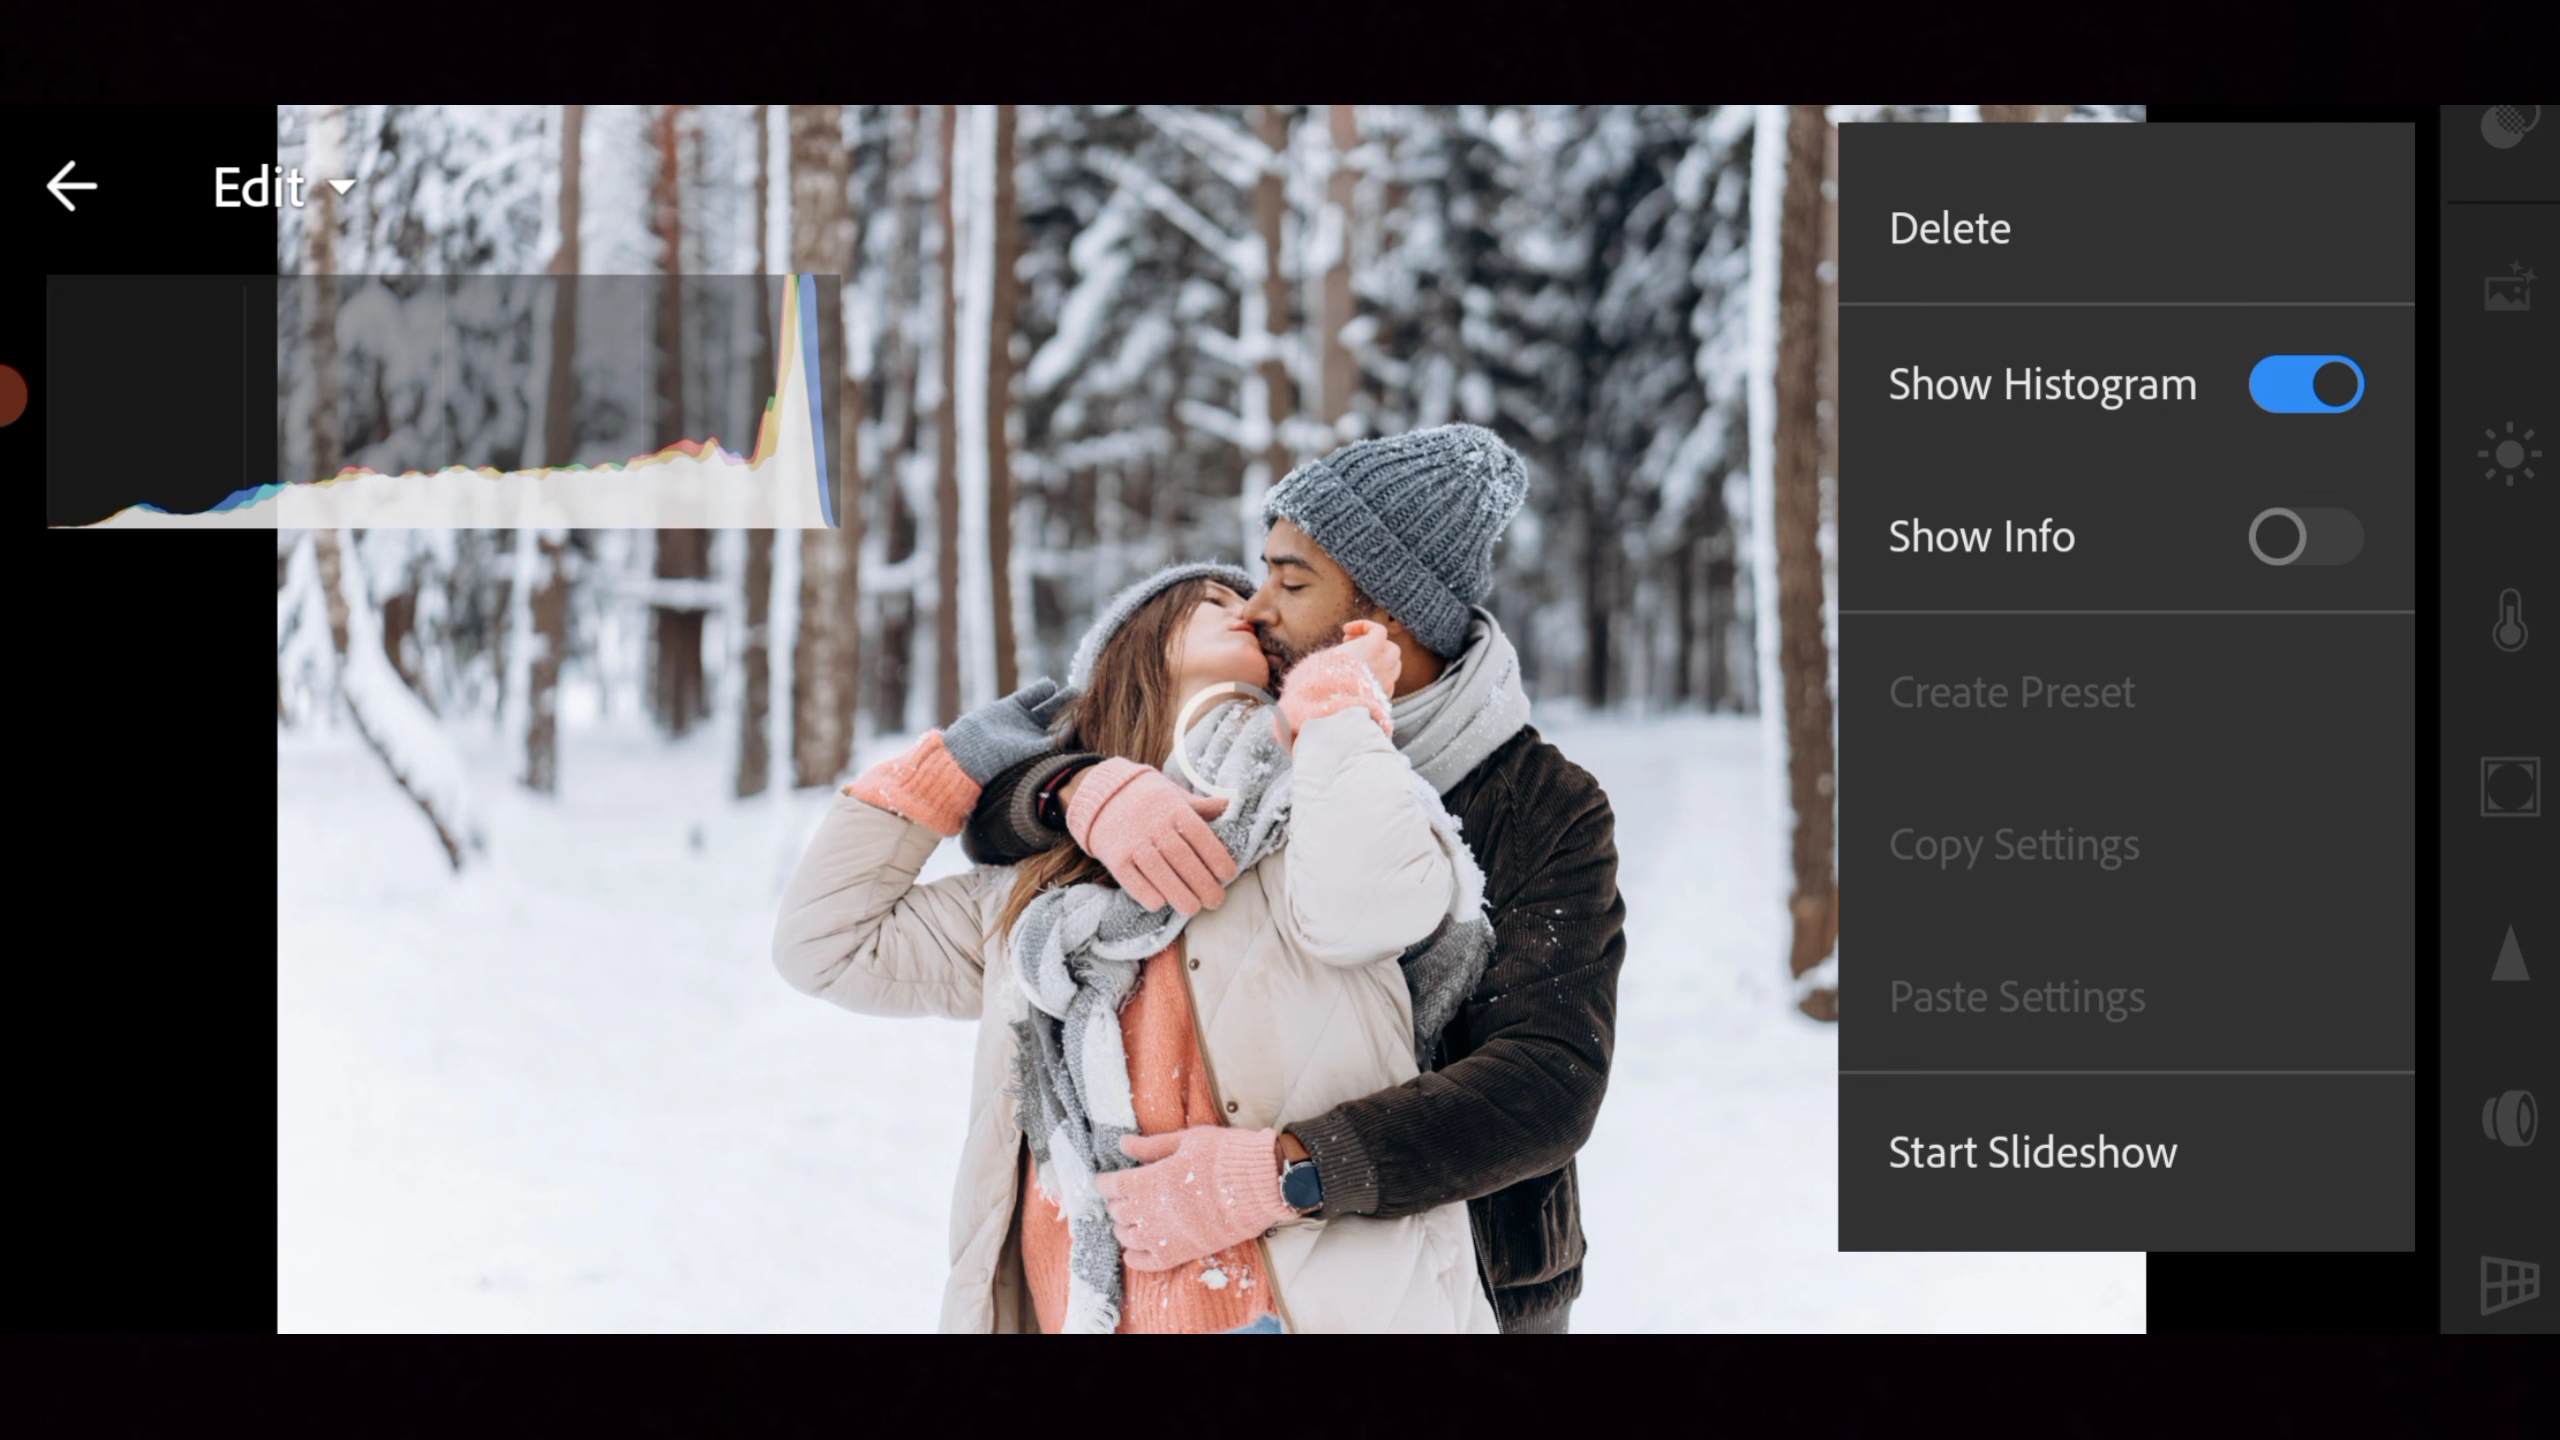 Edit
Delete
Show Histogram
Show Info
Create Preset
Copy Settings
Paste Settings
Start Slideshow